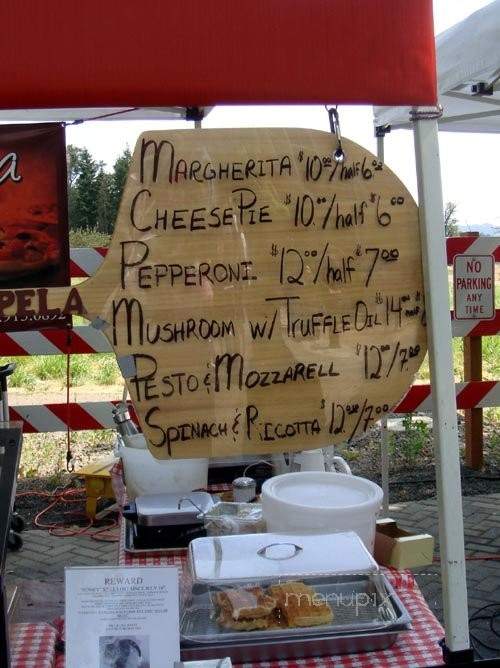 MARGHERITA $10.00/half 6.00
CHEESE PIE $10.00/half $6.00
PEPPERONI $12.00/half $7.00
MUSHROOM W/ TRUFFLE OIL $14.00
PESTO & MOZZARELL $12.00/7.00
SPINACH & RICOTTA $12.00/7.00
a
PELA
NO
PARKING
ANY
TIME
REWARD
menupix